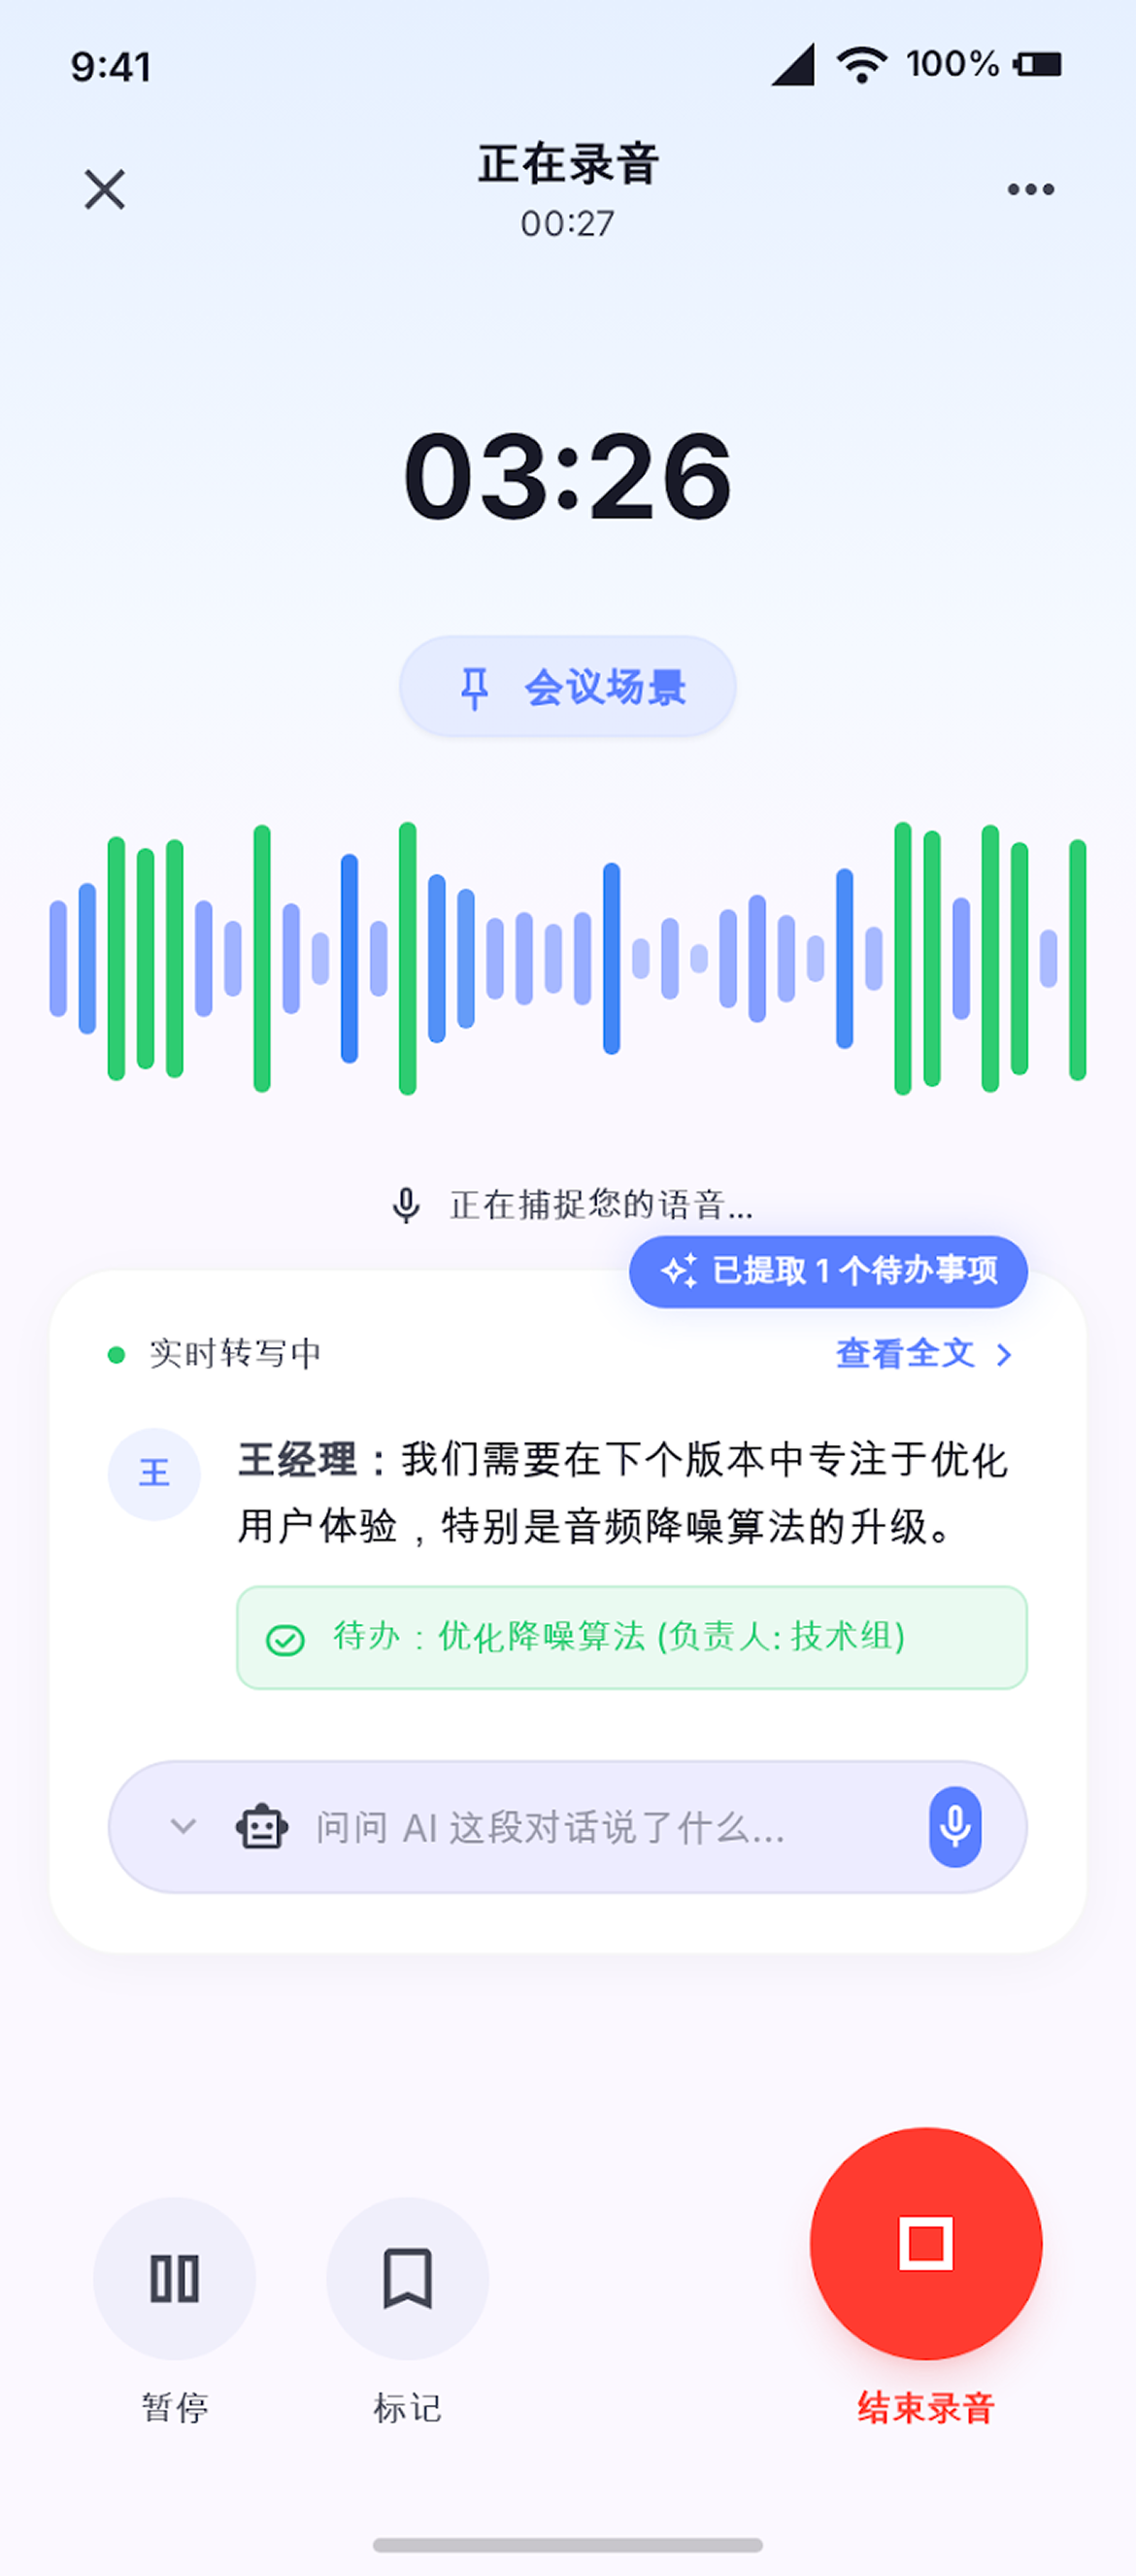 9:41
100%
正在录音
00:27
03:26
会议场景
正在捕捉您的语音...
已提取 1 个待办事项
实时转写中
查看全文
王
王经理：我们需要在下个版本中专注于优化
用户体验，特别是音频降噪算法的升级。
待办：优化降噪算法 (负责人: 技术组)
问问 AI 这段对话说了什么...
暂停
标记
结束录音